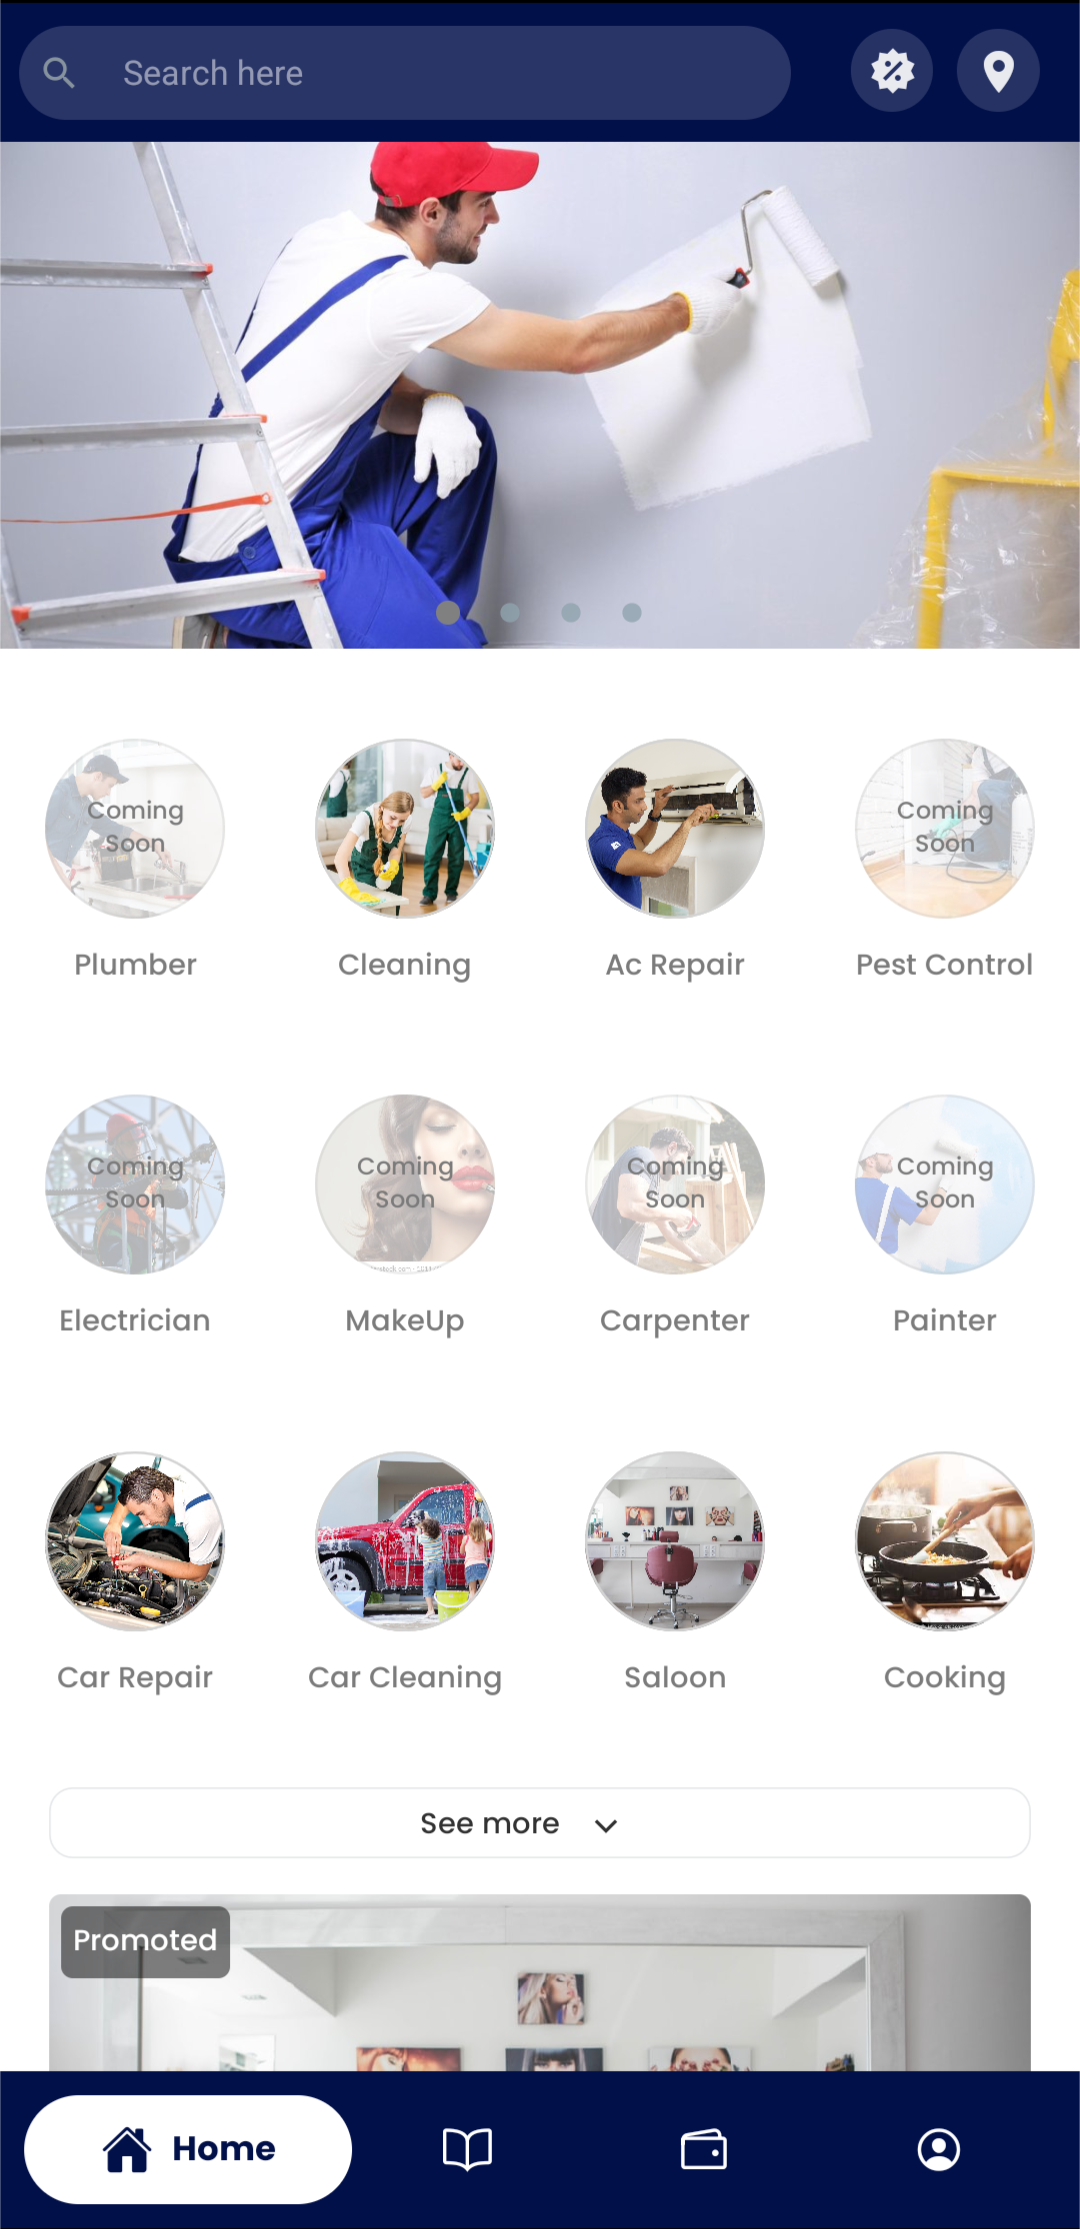 Search here
Coming
Soon
Coming
Soon
Plumber
Cleaning
Ac Repair
Pest Control
Coming
Soon
Coming
Soon
Coming
Soon
Coming
Soon
Electrician
MakeUp
Carpenter
Painter
Car Repair
Car Cleaning
Saloon
Cooking
See more
Promoted
Home